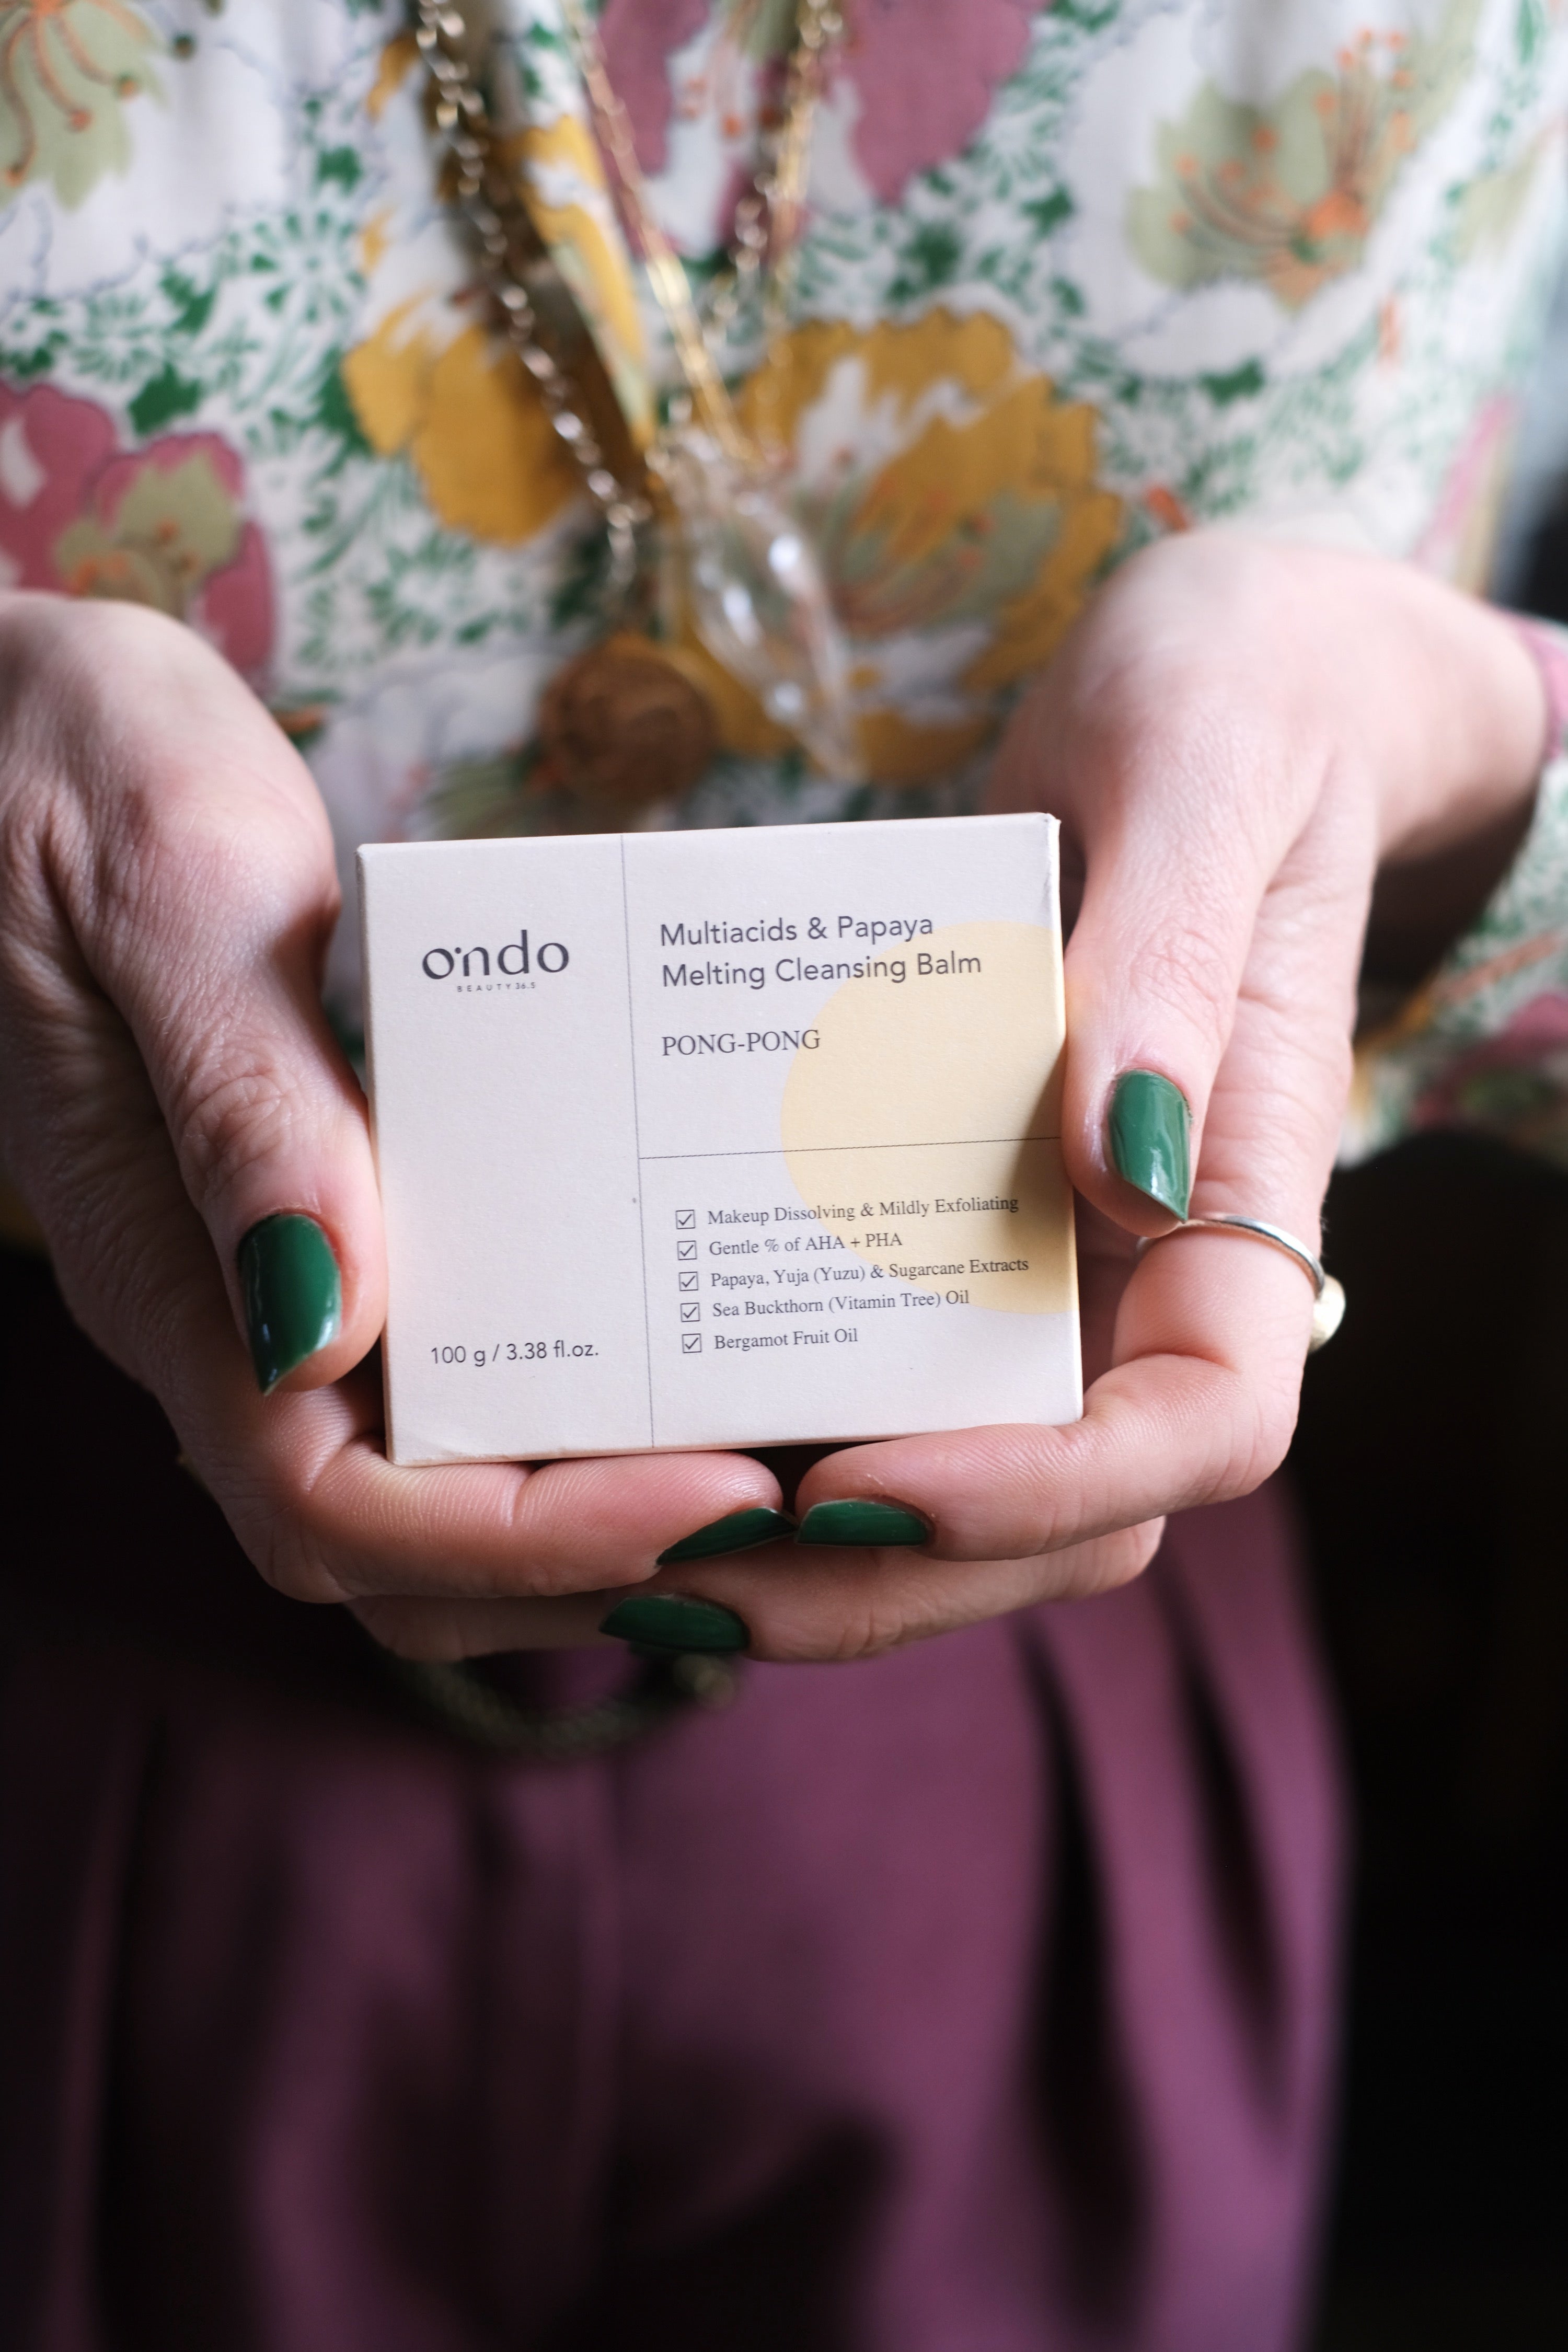 ondo
BEAUTY 36.5
Multiacids & Papaya
Melting Cleansing Balm
PONG-PONG
Makeup Dissolving & Mildly Exfoliating
Gentle % of AHA + PHA
Papaya, Yuja (Yuzu) & Sugarcane Extracts
Sea Buckthorn (Vitamin Tree) Oil
Bergamot Fruit Oil
100 g / 3.38 fl.oz.